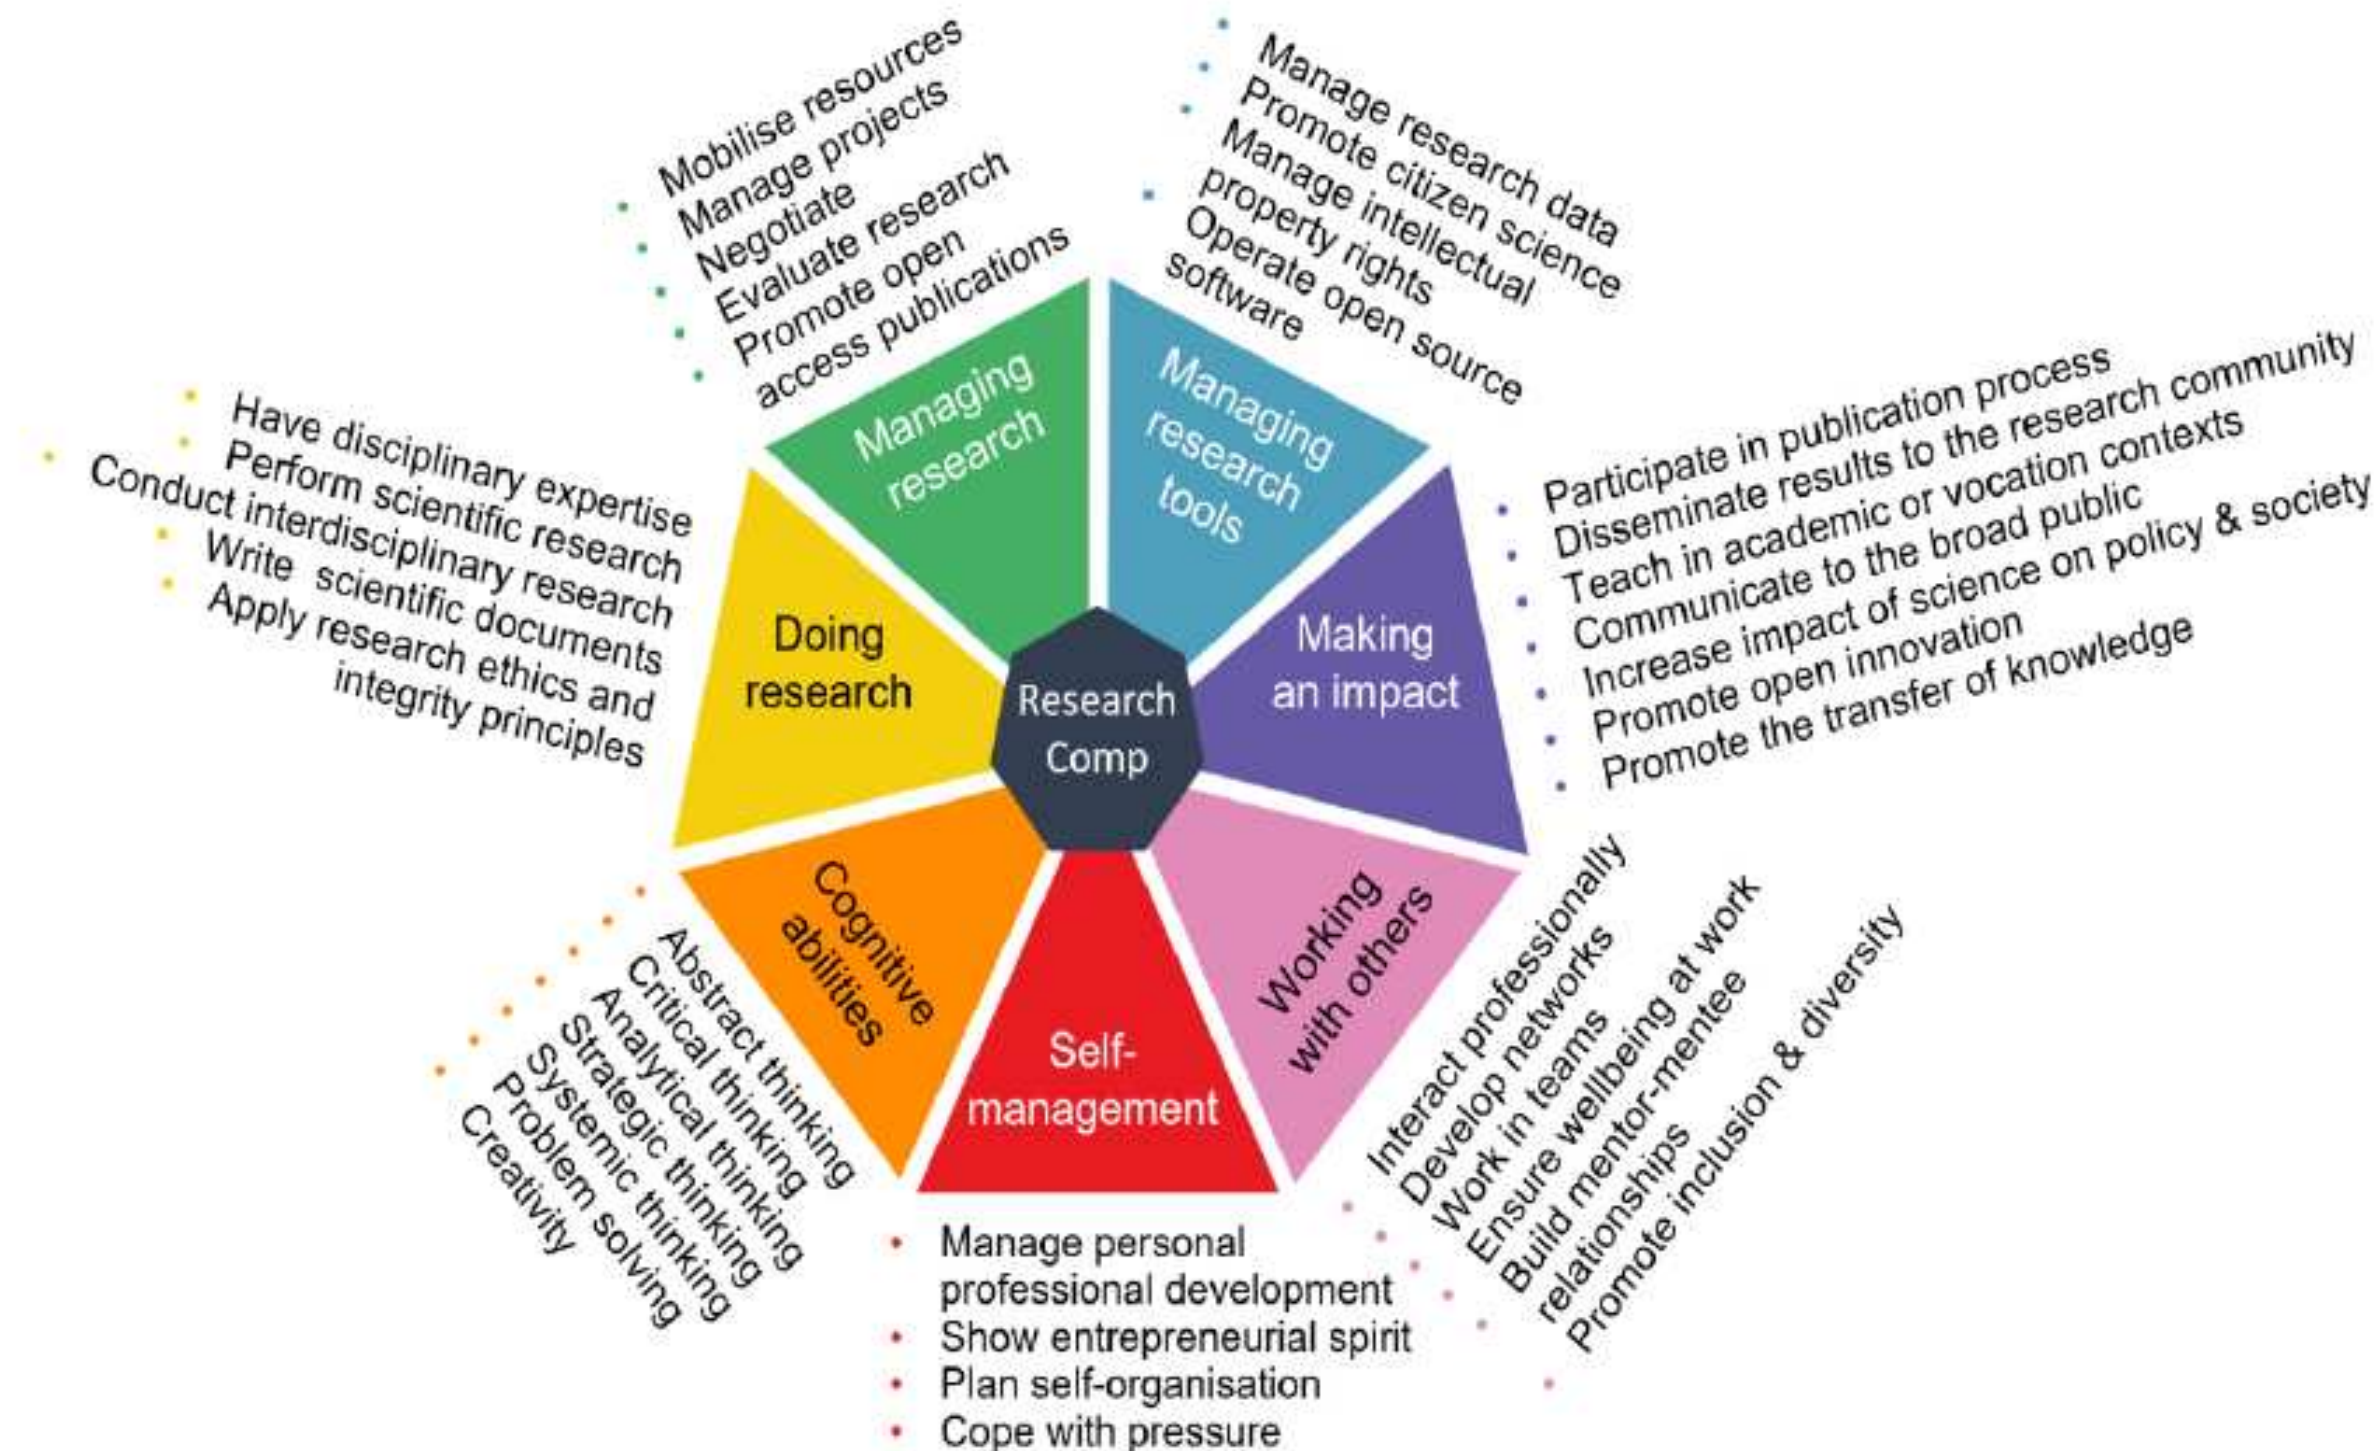 Mobilise resources
Manage projects
Negotiate
Evaluate research
Promote open
access publications
Manage research data
Promote citizen science
Manage intellectual
property rights
Operate open source
software
Participate in publication process
Disseminate results to the research community
Teach in academic or vocation contexts
Communicate to the broad public
Increase impact of science on policy & society
Promote open innovation
Promote the transfer of knowledge
Have disciplinary expertise
Perform scientific research
Conduct interdisciplinary research
Write scientific documents
Apply research ethics and
integrity principles
Managing
research
Managing
research
tools
Doing
research
Making
an impact
Research
Comp
Cognitive
abilities
Self-
management
Working
with others
Abstract thinking
Critical thinking
Analytical thinking
Strategic thinking
Systemic thinking
Problem solving
Creativity
Manage personal
professional development
Show entrepreneurial spirit
Plan self-organisation
Cope with pressure
Interact professionally
Develop networks
Work in teams
Ensure wellbeing at work
Build mentor-mentee
relationships
Promote inclusion & diversity